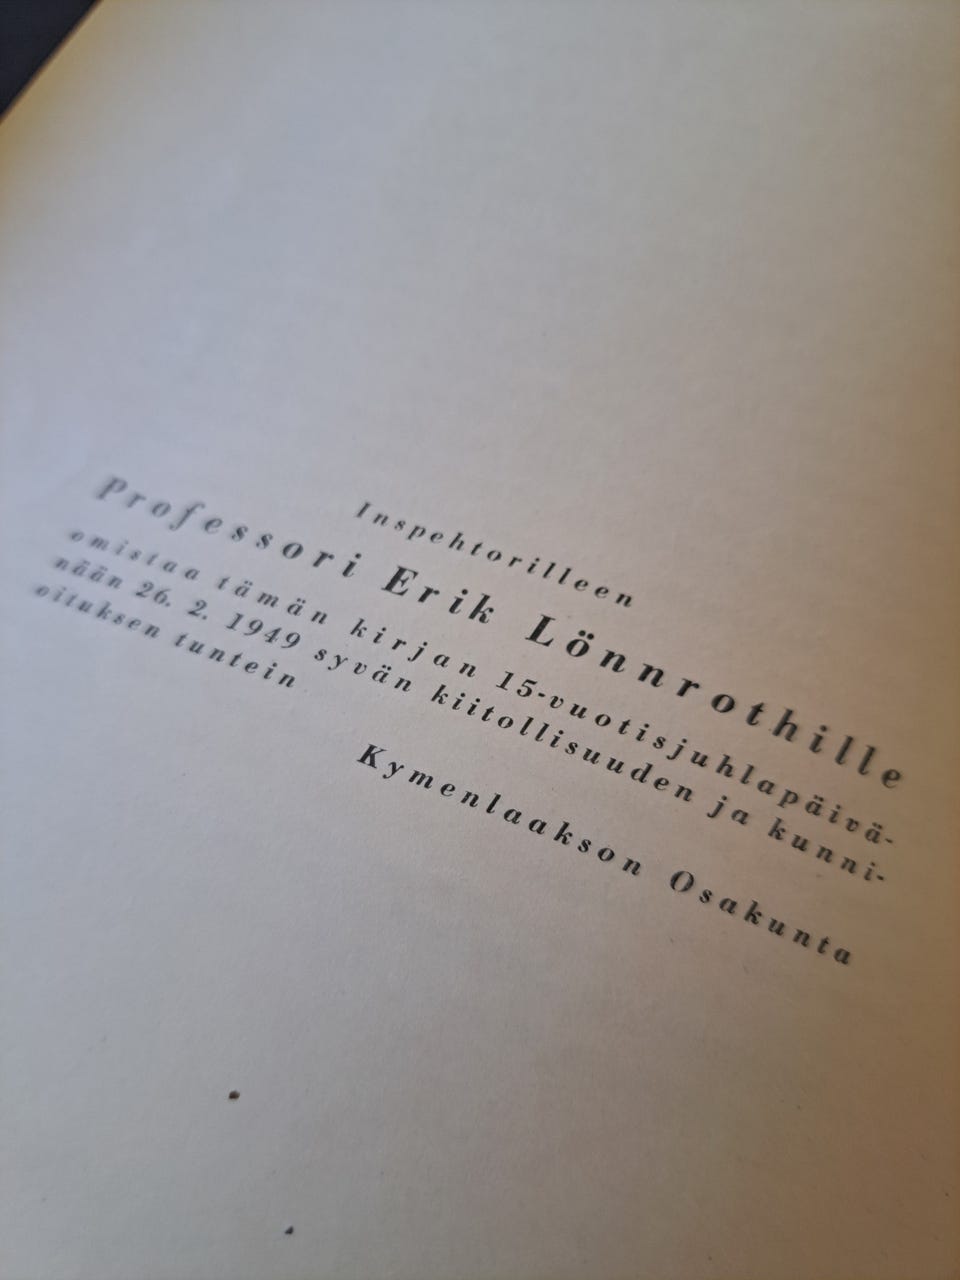 Inspehtorilleen
Professori Erik Lönnrothille
omistaa tämän kirjan 15-vuotisjuhlapäivä-
nään 26. 2. 1949 syvän kiitollisuuden ja kunni-
oituksen tuntein
Kymenlaakson Osakunta